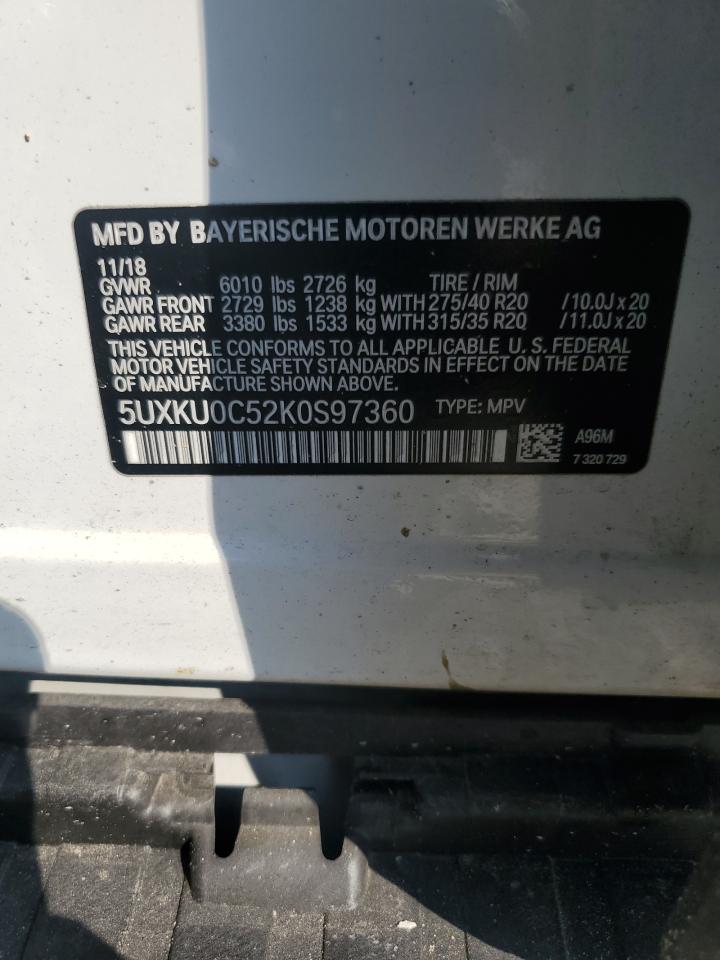 MFD BY BAYERISCHE MOTOREN WERKE AG
11/18
GVWR 6010 lbs 2726 kg TIRE / RIM
GAWR FRONT 2729 lbs 1238 kg WITH 275/40 R20 /10.0J x 20
GAWR REAR 3380 lbs 1533 kg WITH 315/35 R20 /11.0J x 20
THIS VEHICLE CONFORMS TO ALL APPLICABLE U. S. FEDERAL
MOTOR VEHICLE SAFETY STANDARDS IN EFFECT ON THE DATE
OF MANUFACTURE SHOWN ABOVE.
5UXKU0C52K0S97360 TYPE: MPV
A96M
7 320 729